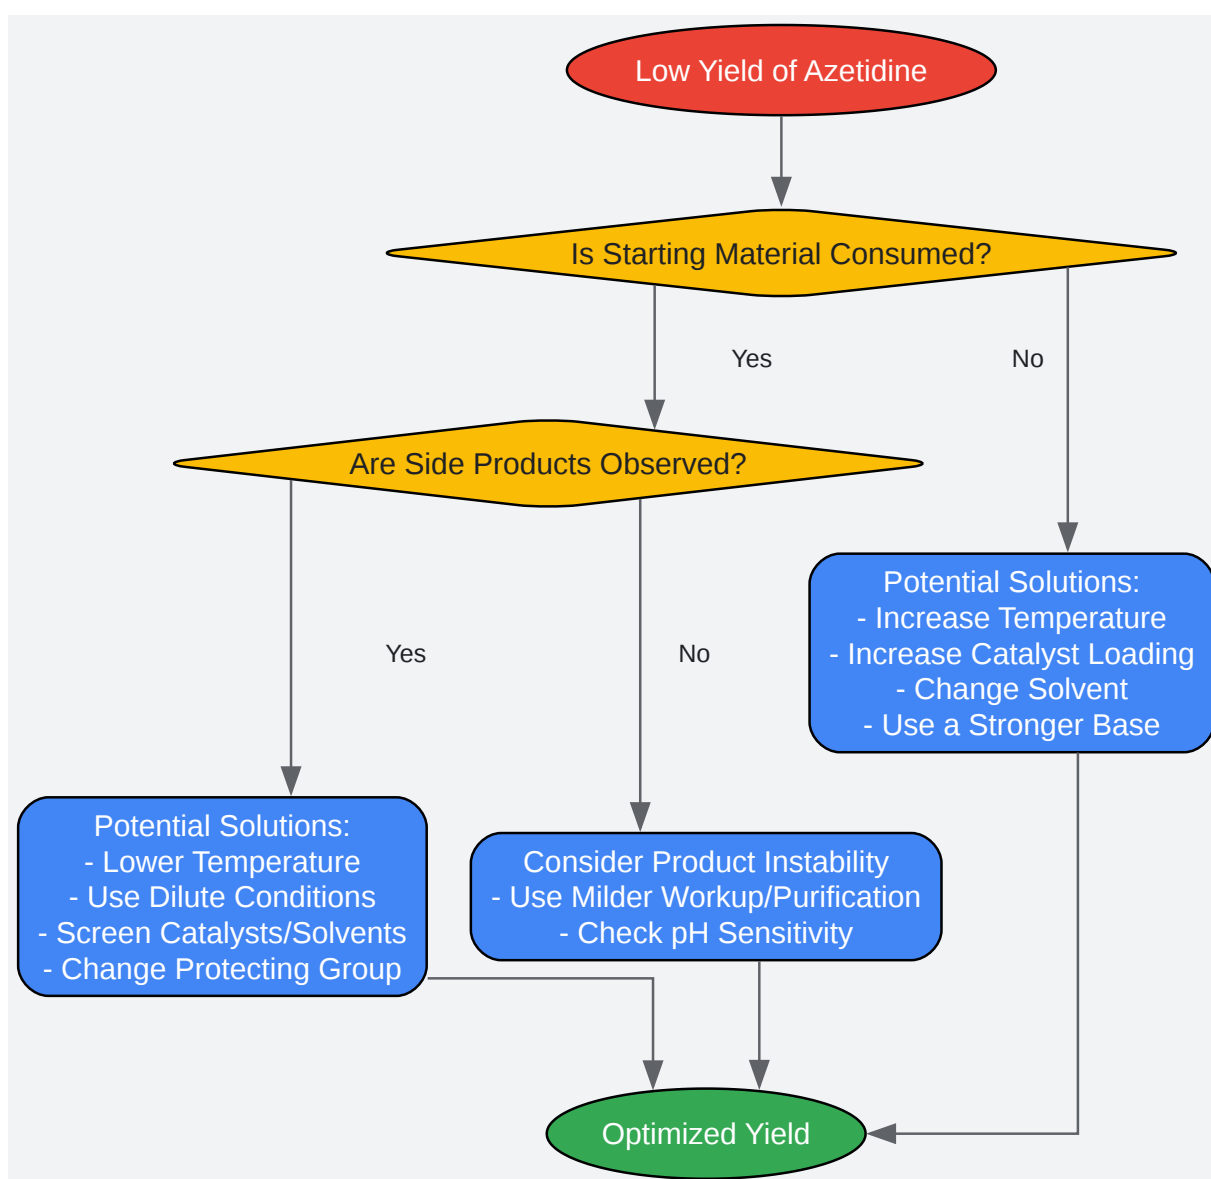 Low Yield of Azetidine
Is Starting Material Consumed?
Yes
No
Are Side Products Observed?
Yes
No
Potential Solutions:
- Increase Temperature
- Increase Catalyst Loading
- Change Solvent
- Use a Stronger Base
Potential Solutions:
- Lower Temperature
- Use Dilute Conditions
- Screen Catalysts/Solvents
- Change Protecting Group
Consider Product Instability
- Use Milder Workup/Purification
- Check pH Sensitivity
Optimized Yield